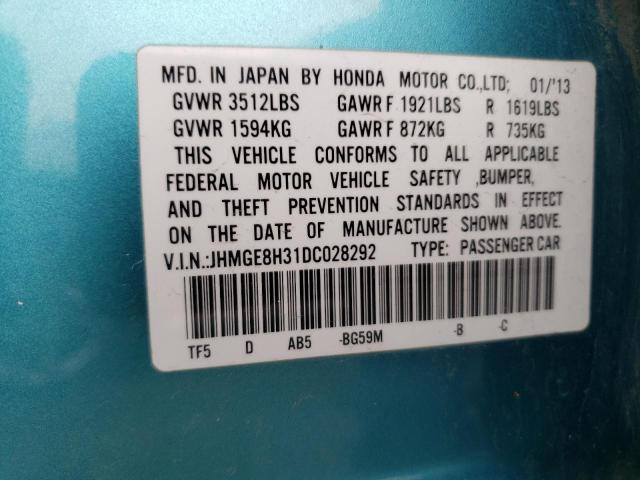 MFD. IN JAPAN BY HONDA MOTOR CO.,LTD; 01/'13
GVWR 3512LBS GAWR F 1921LBS R 1619LBS
GVWR 1594KG GAWR F 872KG R 735KG
THIS VEHICLE CONFORMS TO ALL APPLICABLE
FEDERAL MOTOR VEHICLE SAFETY ,BUMPER,
AND THEFT PREVENTION STANDARDS IN EFFECT
ON THE DATE OF MANUFACTURE SHOWN ABOVE.
V.I.N.:JHMGE8H31DC028292 TYPE: PASSENGER CAR
TF5 D AB5 -BG59M -B -C